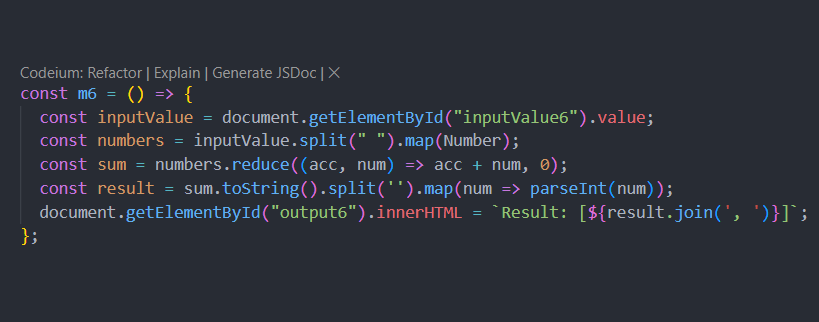 Codeium: Refactor | Explain | Generate JSDoc | ×
const m6 = () => {
  const inputValue = document.getElementById("inputValue6").value;
  const numbers = inputValue.split(" ").map(Number);
  const sum = numbers.reduce((acc, num) => acc + num, 0);
  const result = sum.toString().split('').map(num => parseInt(num));
  document.getElementById("output6").innerHTML = `Result: [${result.join(', ')}]`;
};